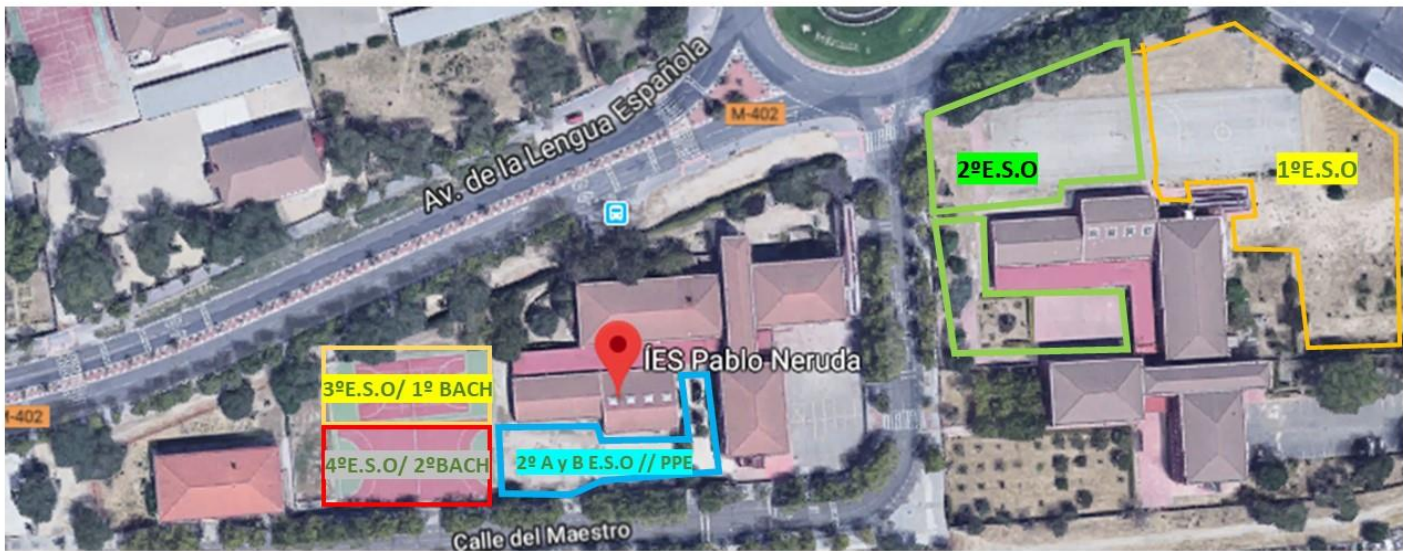 M-402
Av. de la Lengua Española
2ºE.S.O
1ºE.S.O
IES Pablo Neruda
3ºE.S.O/ 1º BACH
M-402
4ºE.S.O/ 2ºBACH
2º A y B E.S.O // PPE
Calle del Maestro